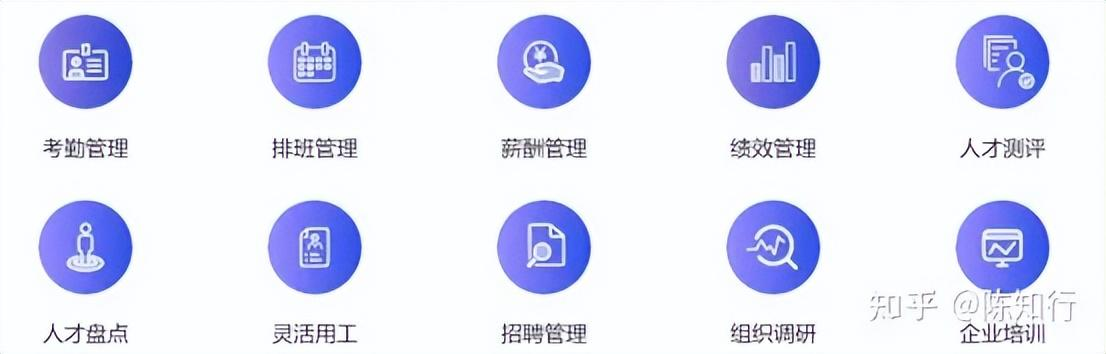 考勤管理 排班管理 薪酬管理 绩效管理 人才测评
人才盘点 灵活用工 招聘管理 组织调研 企业培训
知乎 @陈知行